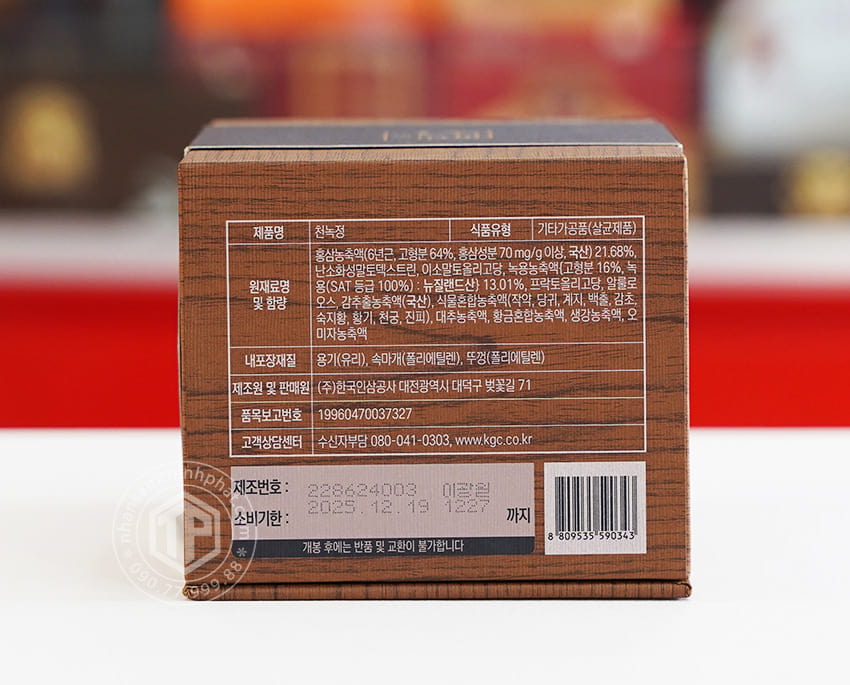 제품명 천녹정 식품유형 기타가공품(살균제품)
원재료명 및 함량
홍삼농축액(6년근, 고형분 64%, 홍삼성분 70 mg/g 이상, 국산) 21.68%,
난소화성말토덱스트린, 이소말토올리고당, 녹용농축액{고형분 16%, 녹
용(SAT 등급 100%) : 뉴질랜드산} 13.01%, 프락토올리고당, 알룰로
오스, 감추출농축액(국산), 식물혼합농축액(작약, 당귀, 계지, 백출, 감초,
숙지황, 황기, 천궁, 진피), 대추농축액, 황금혼합농축액, 생강농축액, 오
미자농축액
내포장재질 용기(유리), 속마개(폴리에틸렌), 뚜껑(폴리에틸렌)
제조원 및 판매원 (주)한국인삼공사 대전광역시 대덕구 벚꽃길 71
품목보고번호 19960470037327
고객상담센터 수신자부담 080-041-0303, www.kgc.co.kr
제조번호 : 228624003 이광원
소비기한 : 2025.12.19 1227 까지
개봉 후에는 반품 및 교환이 불가합니다
8 809535 590343
090.77.999.88